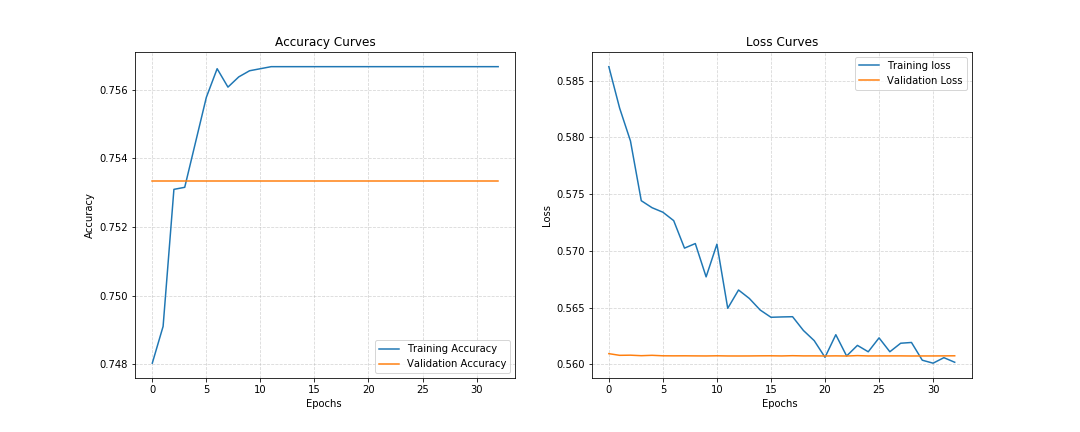 Accuracy Curves
0.756
0.754
0.752
0.750
0.748
Accuracy
0 5 10 15 20 25 30
Epochs
Training Accuracy
Validation Accuracy
Loss Curves
0.585
0.580
0.575
0.570
0.565
0.560
Loss
0 5 10 15 20 25 30
Epochs
Training loss
Validation Loss